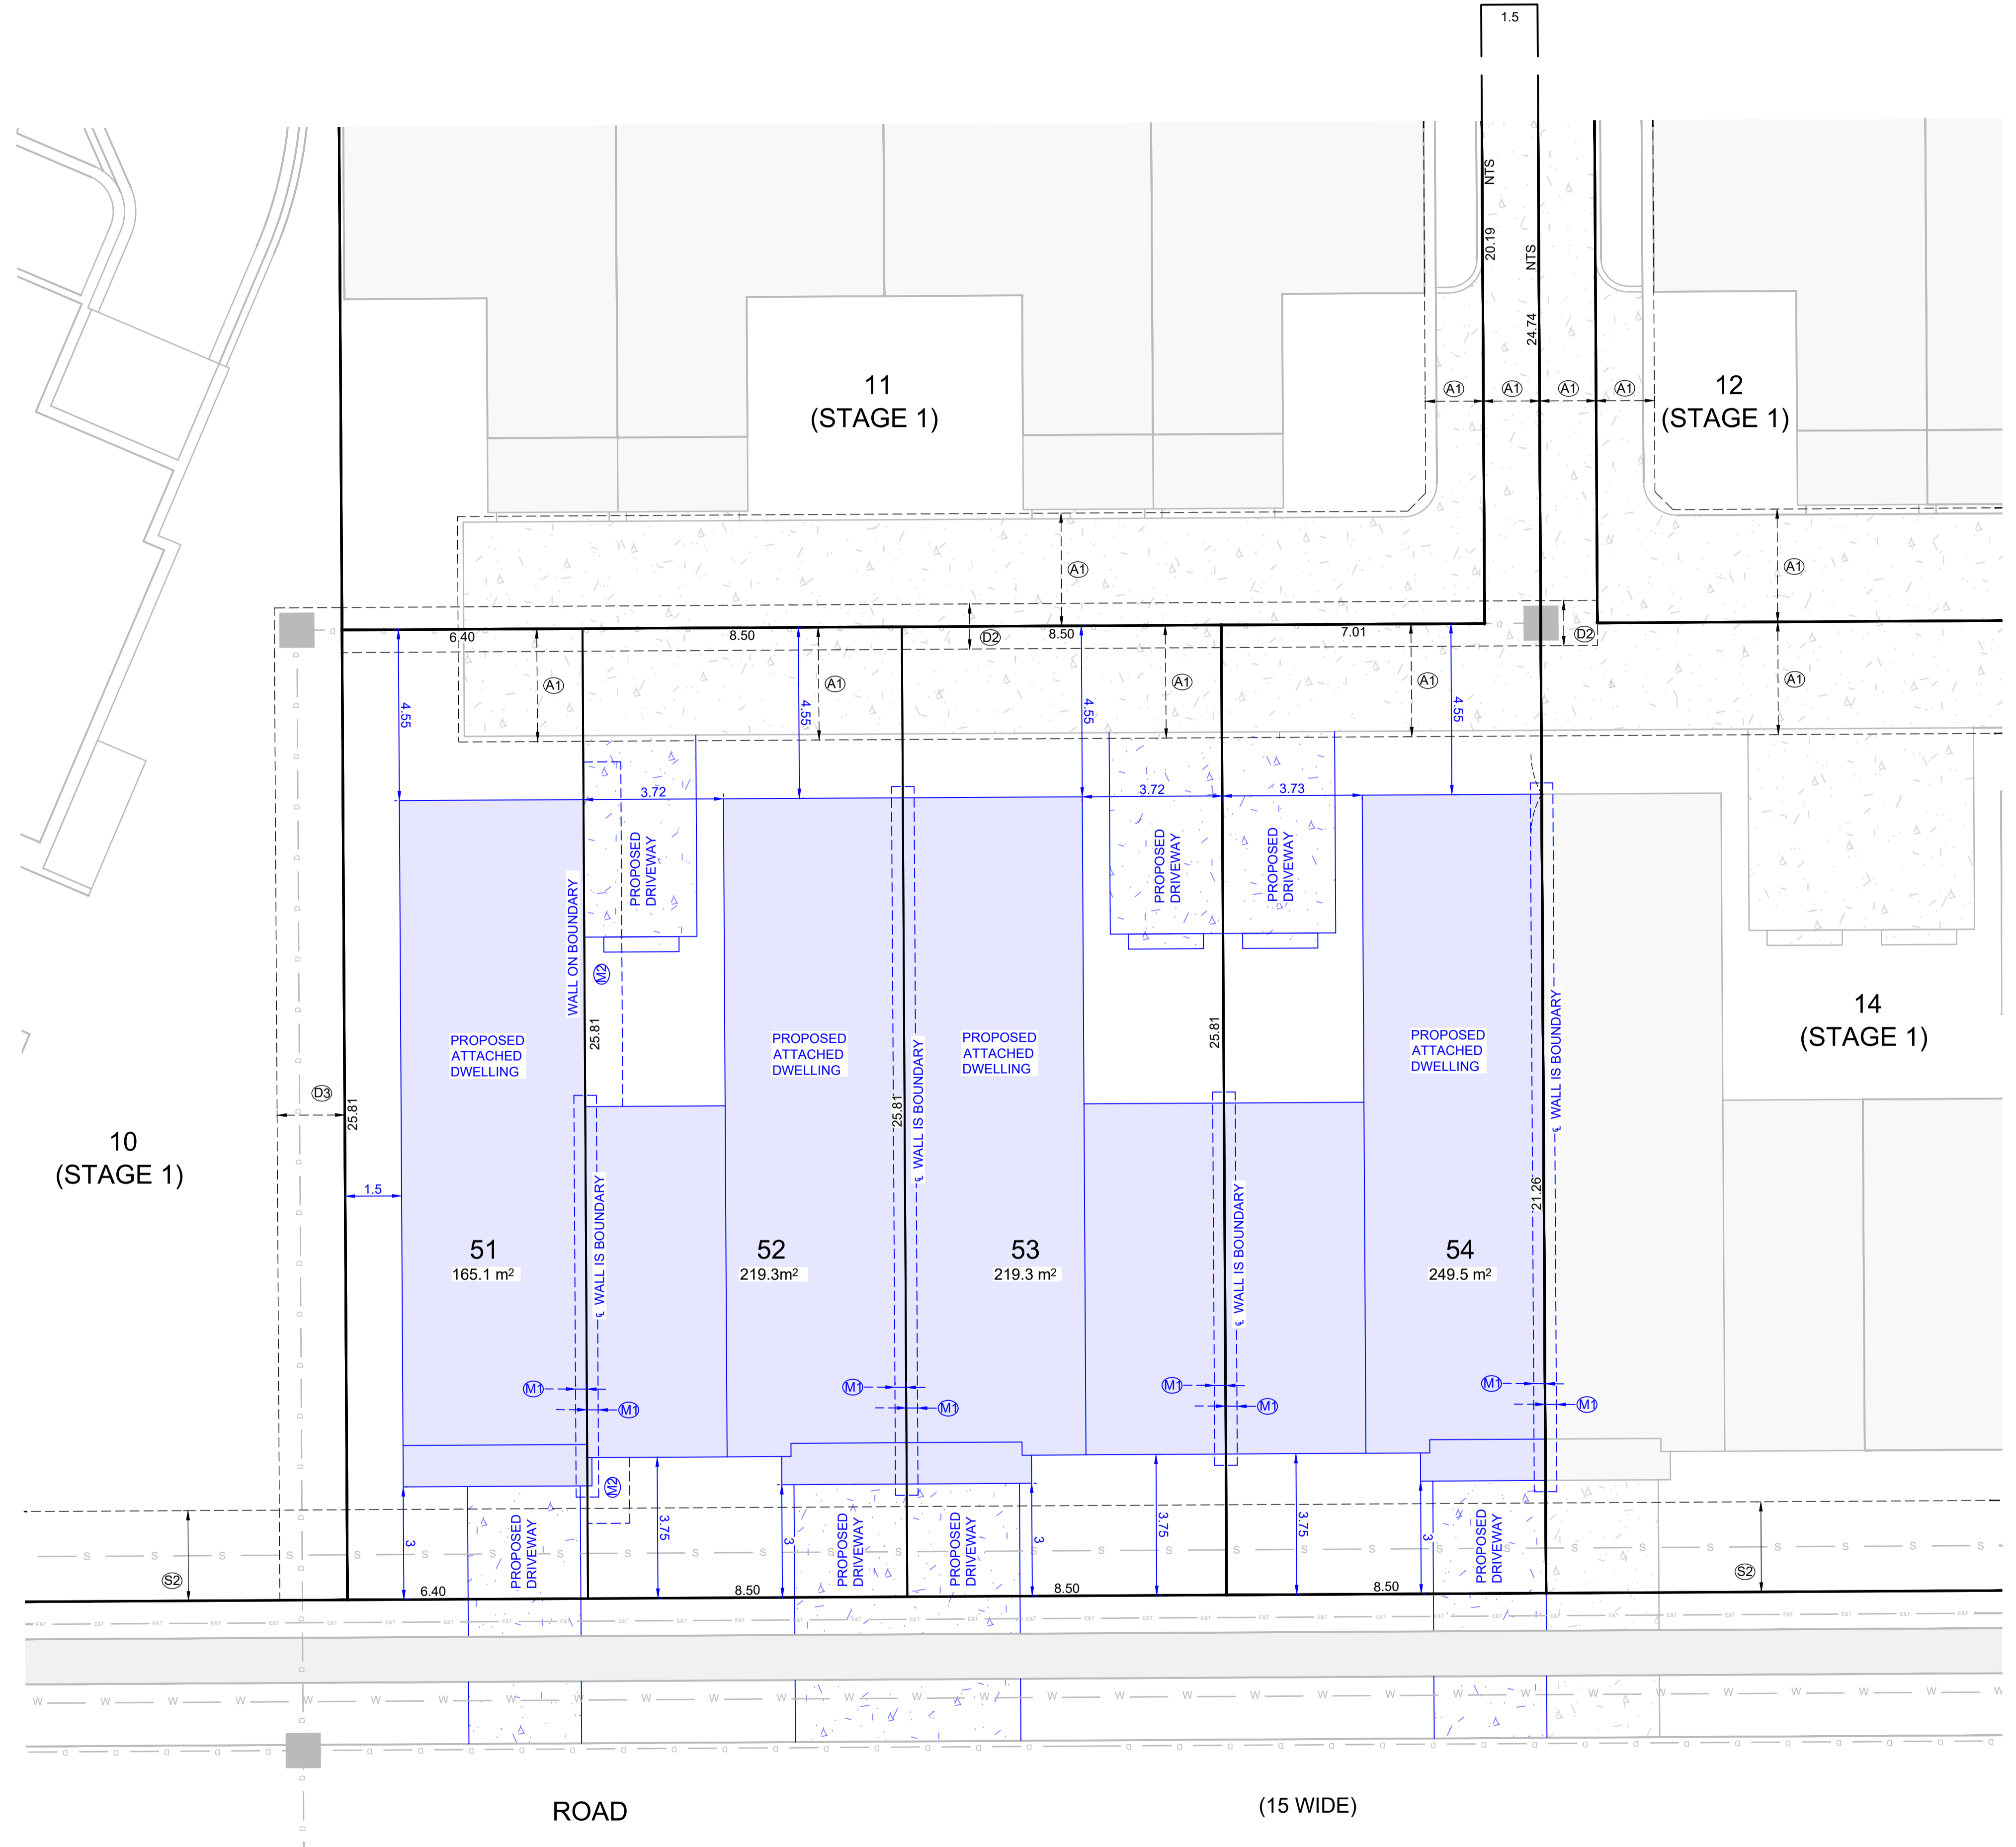 1.5
NTS
20.19
NTS
24.74
11
(STAGE 1)
12
(STAGE 1)
A1
A1
A1
A1
A1
A1
6.40
8.50
D2
8.50
7.01
D2
A1
A1
A1
A1
A1
4.55
4.55
4.55
4.55
3.72
3.72
3.73
PROPOSED
DRIVEWAY
PROPOSED
DRIVEWAY
PROPOSED
DRIVEWAY
WALL ON BOUNDARY
M2
25.81
25.81
25.81
25.81
21.26
PROPOSED
ATTACHED
DWELLING
PROPOSED
ATTACHED
DWELLING
PROPOSED
ATTACHED
DWELLING
PROPOSED
ATTACHED
DWELLING
14
(STAGE 1)
D3
10
(STAGE 1)
1.5
℄ WALL IS BOUNDARY
℄ WALL IS BOUNDARY
℄ WALL IS BOUNDARY
℄ WALL IS BOUNDARY
51
165.1 m²
52
219.3m²
53
219.3 m²
54
249.5 m²
M1
M1
M1
M1
M1
M1
M1
M1
M2
3
3.75
3
3
3.75
3.75
3
PROPOSED
DRIVEWAY
PROPOSED
DRIVEWAY
PROPOSED
DRIVEWAY
PROPOSED
DRIVEWAY
S2
S2
6.40
8.50
8.50
8.50
ROAD
(15 WIDE)